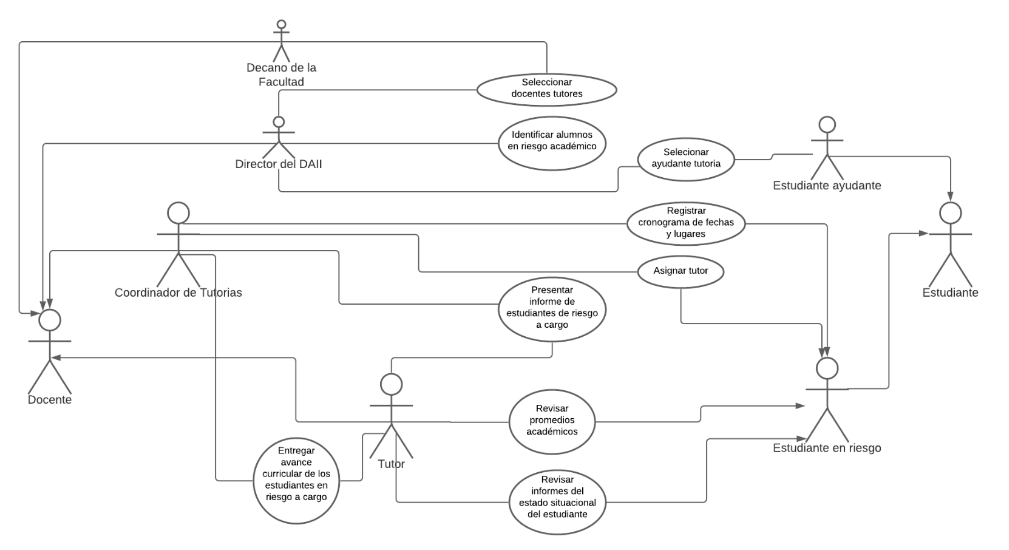 Decano de la
Facultad
Seleccionar
docentes tutores
Director del DAII
Identificar alumnos
en riesgo académico
Selecionar
ayudante tutoria
Estudiante ayudante
Coordinador de Tutorias
Registrar
cronograma de fechas
y lugares
Asignar tutor
Estudiante
Presentar
informe de
estudiantes de riesgo
a cargo
Docente
Revisar
promedios
académicos
Estudiante en riesgo
Tutor
Entregar
avance
curricular de los
estudiantes en
riesgo a cargo
Revisar
informes del
estado situacional
del estudiante